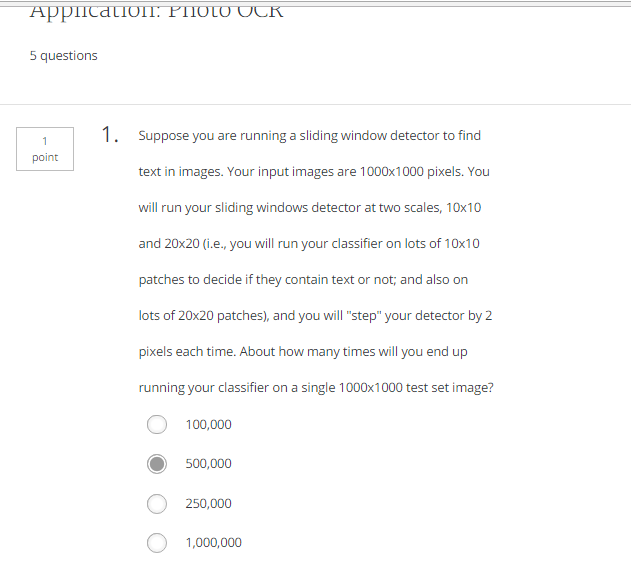 Application: Photo OCR
5 questions
1
point
1.
Suppose you are running a sliding window detector to find
text in images. Your input images are 1000x1000 pixels. You
will run your sliding windows detector at two scales, 10x10
and 20x20 (i.e., you will run your classifier on lots of 10x10
patches to decide if they contain text or not; and also on
lots of 20x20 patches), and you will "step" your detector by 2
pixels each time. About how many times will you end up
running your classifier on a single 1000x1000 test set image?
100,000
500,000
250,000
1,000,000